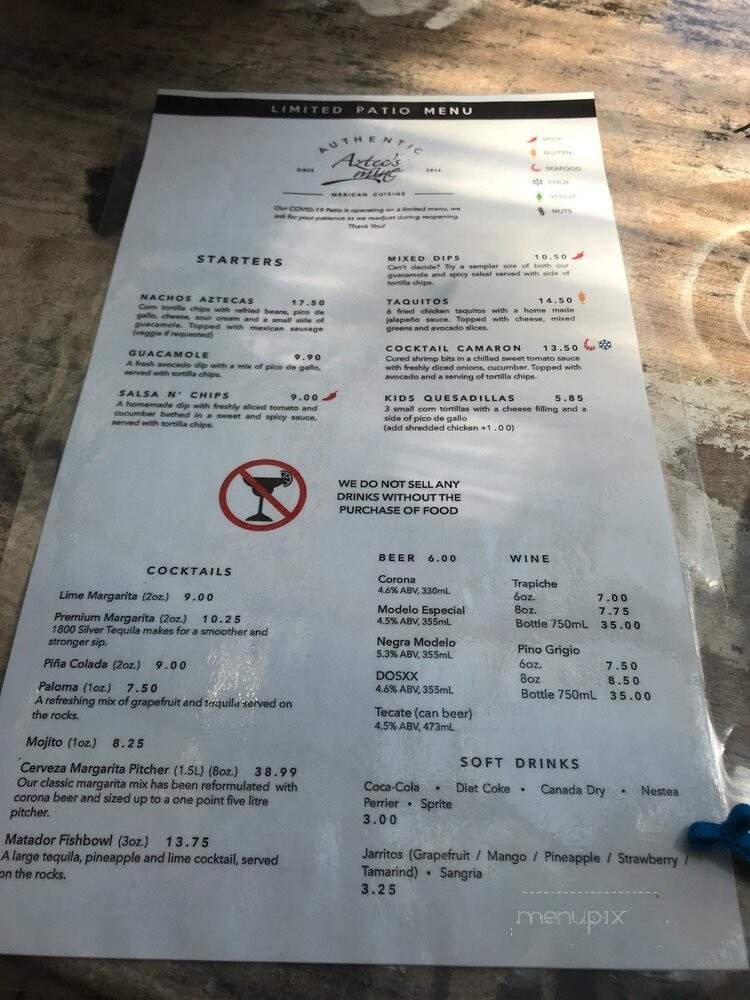 LIMITED PATIO MENU
AUTHENTIC
Aztec's
SINCE 2014
mine
MEXICAN CUISINE
Our COVID-19 Patio is operating on a limited menu, we
ask for your patience as we readjust during reopening.
Thank You!
SPICY
GLUTEN
SEAFOOD
COLD
VEGGIE
NUTS
STARTERS
NACHOS AZTECAS 17.50
Corn tortilla chips with refried beans, pico de
gallo, cheese, sour cream and a small side of
guacamole. Topped with mexican sausage
(veggie if requested)
GUACAMOLE 9.90
A fresh avocado dip with a mix of pico de gallo,
served with tortilla chips.
SALSA N' CHIPS 9.00
A homemade dip with freshly sliced tomato and
cucumber bathed in a sweet and spicy sauce,
served with tortilla chips.
MIXED DIPS 10.50
Can't decide? Try a sampler size of both our
guacamole and spicy salsa! served with side of
tortilla chips.
TAQUITOS 14.50
6 fried chicken taquitos with a home made
jalapeño sauce. Topped with cheese, mixed
greens and avocado slices.
COCKTAIL CAMARON 13.50
Cured shrimp bits in a chilled sweet tomato sauce
with freshly diced onions, cucumber. Topped with
avocado and a serving of tortilla chips.
KIDS QUESADILLAS 5.85
3 small corn tortillas with a cheese filling and a
side of pico de gallo
(add shredded chicken +1.00)
WE DO NOT SELL ANY
DRINKS WITHOUT THE
PURCHASE OF FOOD
COCKTAILS
Lime Margarita (2oz.) 9.00
Premium Margarita (2oz.) 10.25
1800 Silver Tequila makes for a smoother and
stronger sip.
Piña Colada (2oz.) 9.00
Paloma (1oz.) 7.50
A refreshing mix of grapefruit and tequila served on
the rocks.
Mojito (1oz.) 8.25
Cerveza Margarita Pitcher (1.5L) (8oz.) 38.99
Our classic margarita mix has been reformulated with
corona beer and sized up to a one point five litre
pitcher.
Matador Fishbowl (3oz.) 13.75
A large tequila, pineapple and lime cocktail, served
on the rocks.
BEER 6.00
Corona
4.6% ABV, 330mL
Modelo Especial
4.5% ABV, 355mL
Negra Modelo
5.3% ABV, 355mL
DOSXX
4.6% ABV, 355mL
Tecate (can beer)
4.5% ABV, 473mL
WINE
Trapiche
6oz. 7.00
8oz. 7.75
Bottle 750mL 35.00
Pino Grigio
6oz. 7.50
8oz 8.50
Bottle 750mL 35.00
SOFT DRINKS
Coca-Cola • Diet Coke • Canada Dry • Nestea
Perrier • Sprite
3.00
Jarritos (Grapefruit / Mango / Pineapple / Strawberry /
Tamarind) • Sangria
3.25
menupix